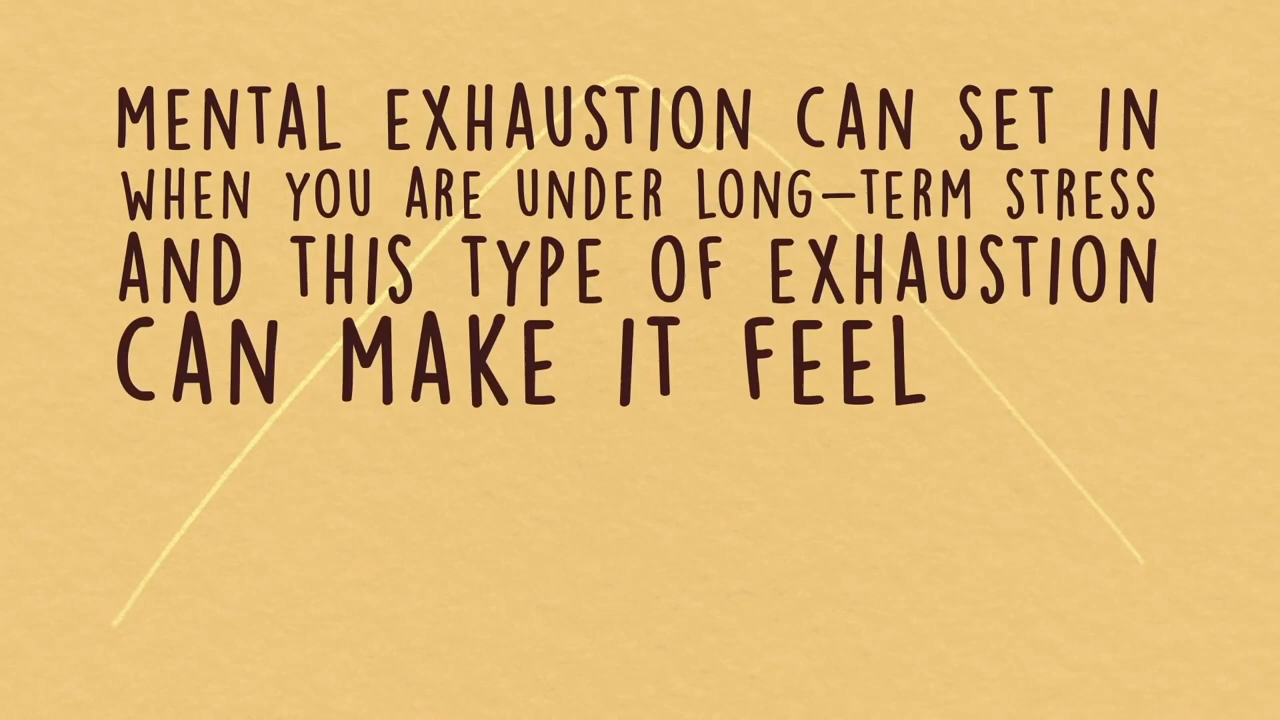 MENTAL EXHAUSTION CAN SET IN
WHEN YOU ARE UNDER LONG-TERM STRESS
AND THIS TYPE OF EXHAUSTION
CAN MAKE IT FEEL